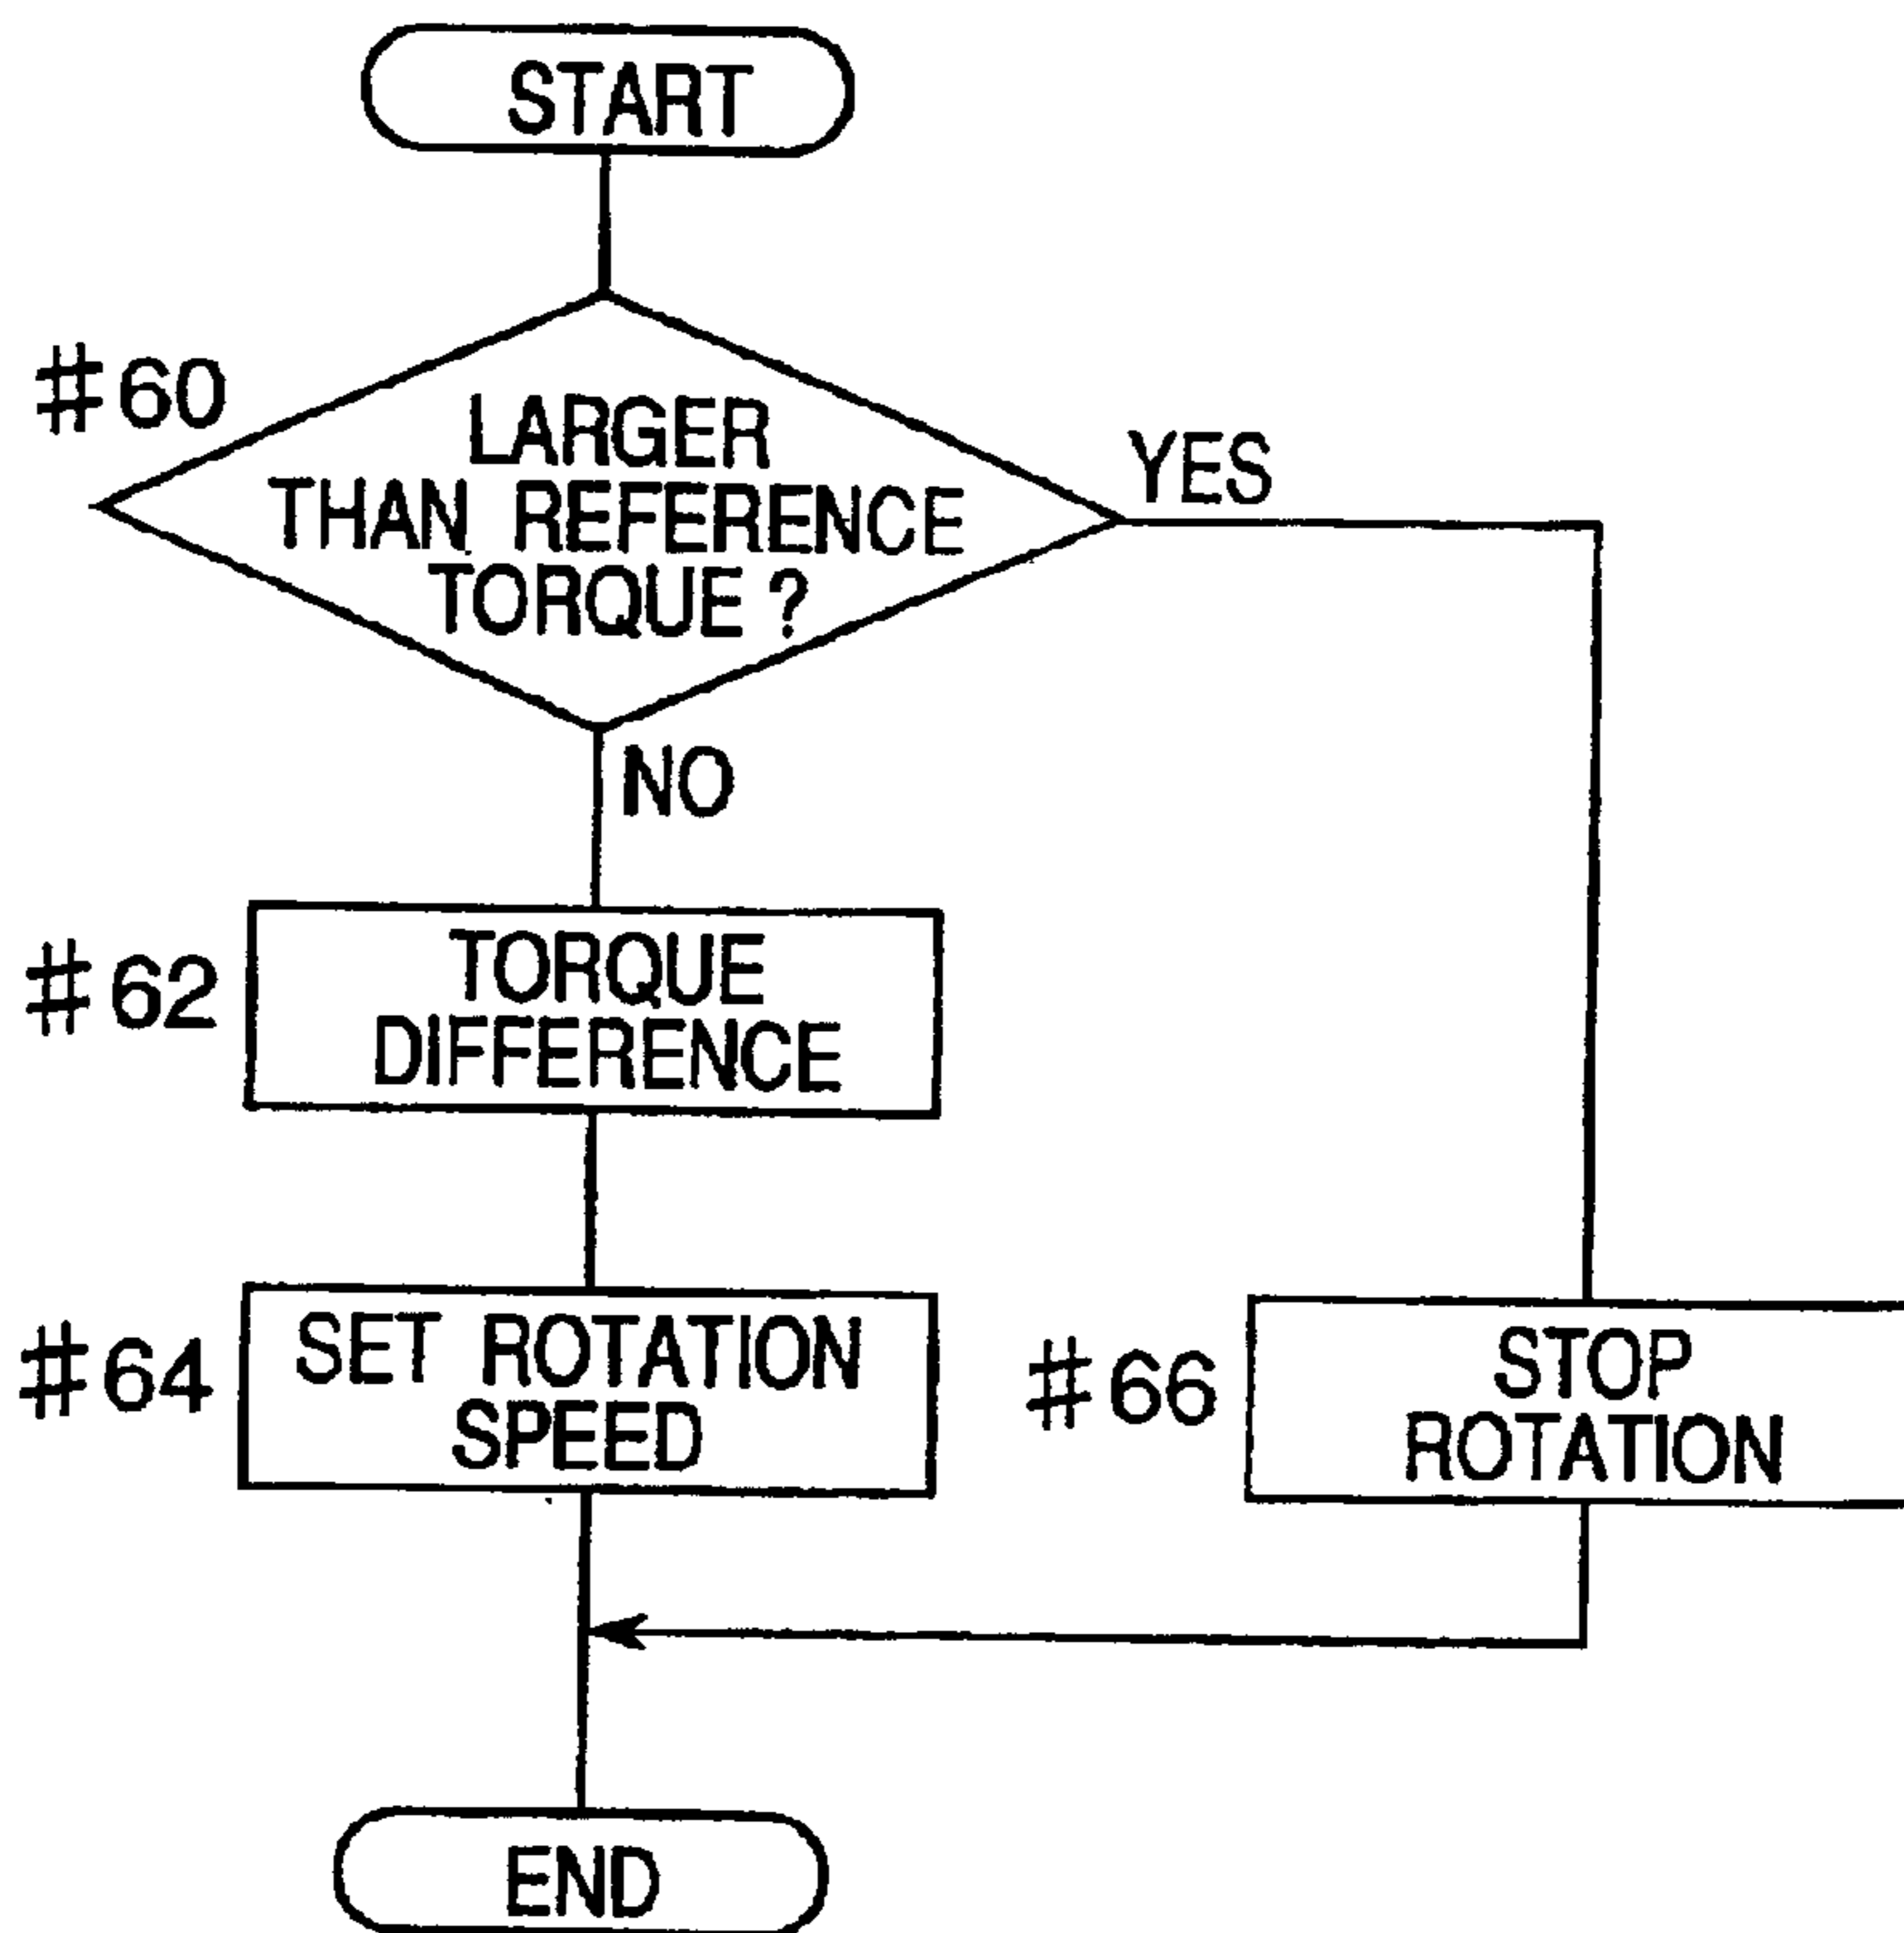 START
#60
LARGER
THAN REFERENCE
TORQUE ?
YES
NO
#62
TORQUE
DIFFERENCE
#64
SET ROTATION
SPEED
#66
STOP
ROTATION
END